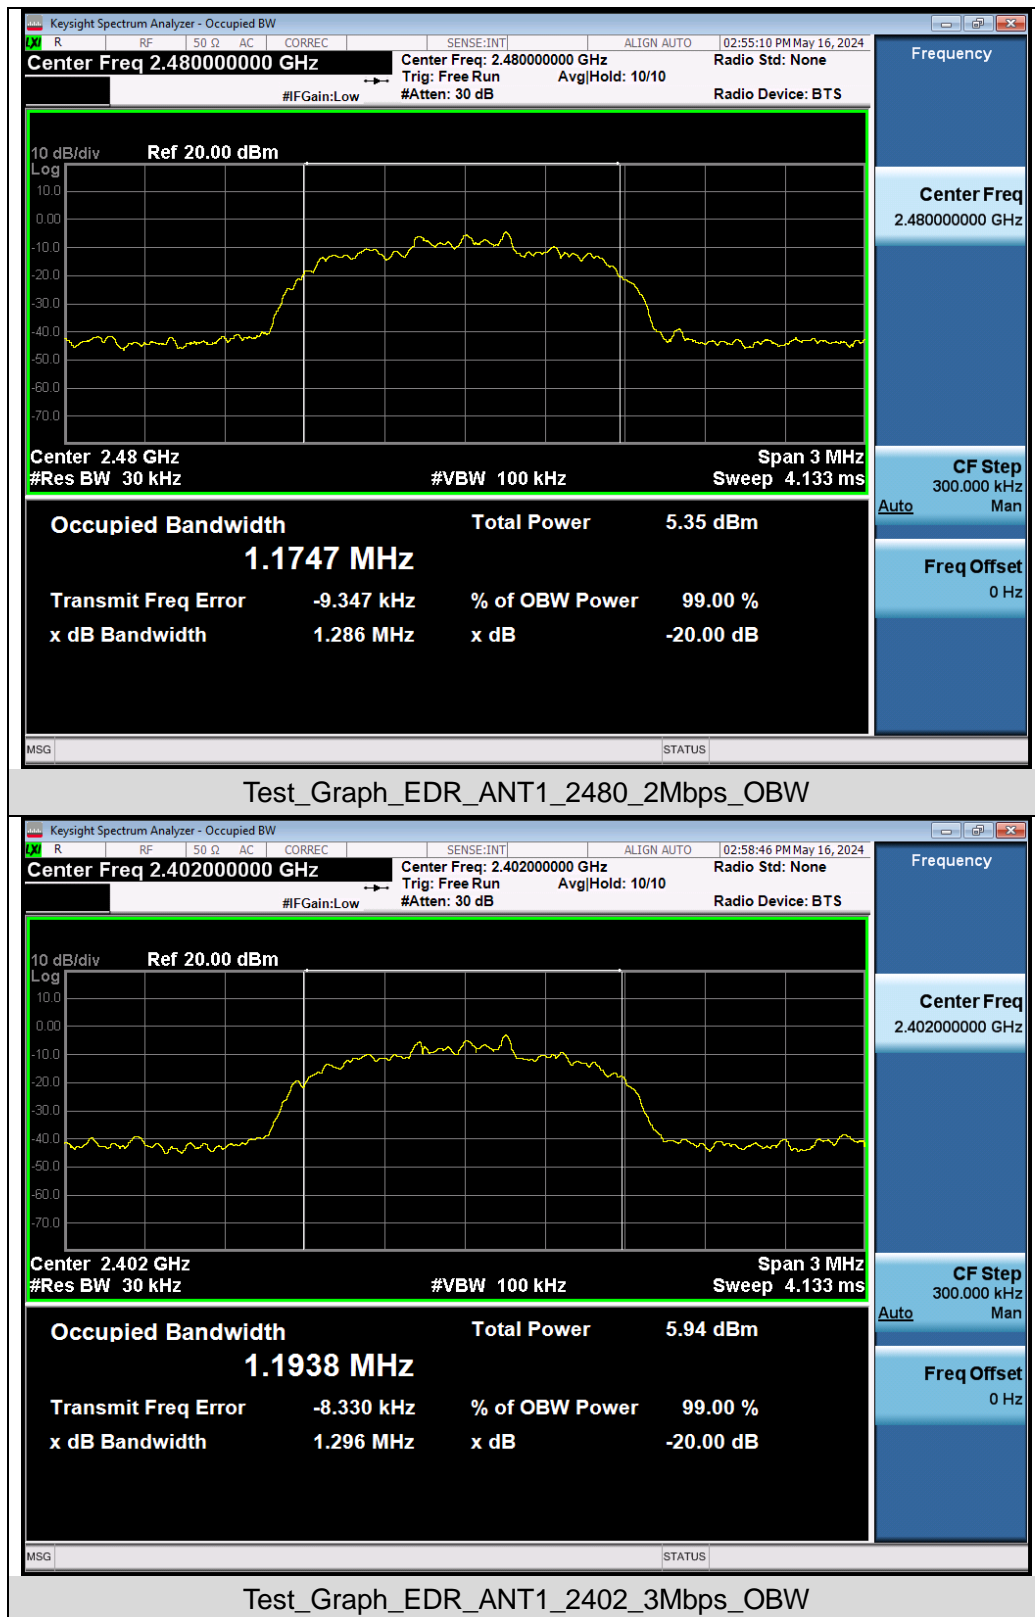 Keysight Spectrum Analyzer - Occupied BW
LXI R RF 50 Ω AC CORREC SENSE:INT ALIGN AUTO 02:55:10 PM May 16, 2024
Center Freq 2.480000000 GHz Center Freq: 2.480000000 GHz Radio Std: None
Trig: Free Run Avg|Hold: 10/10
#IFGain:Low #Atten: 30 dB Radio Device: BTS
10 dB/div Ref 20.00 dBm
Log
10.0
0.00
-10.0
-20.0
-30.0
-40.0
-50.0
-60.0
-70.0
Center 2.48 GHz Span 3 MHz
#Res BW 30 kHz #VBW 100 kHz Sweep 4.133 ms
Occupied Bandwidth Total Power 5.35 dBm
1.1747 MHz
Transmit Freq Error -9.347 kHz % of OBW Power 99.00 %
x dB Bandwidth 1.286 MHz x dB -20.00 dB
MSG STATUS
Frequency
Center Freq
2.480000000 GHz
CF Step
300.000 kHz
Auto Man
Freq Offset
0 Hz
Test_Graph_EDR_ANT1_2480_2Mbps_OBW
Keysight Spectrum Analyzer - Occupied BW
LXI R RF 50 Ω AC CORREC SENSE:INT ALIGN AUTO 02:58:46 PM May 16, 2024
Center Freq 2.402000000 GHz Center Freq: 2.402000000 GHz Radio Std: None
Trig: Free Run Avg|Hold: 10/10
#IFGain:Low #Atten: 30 dB Radio Device: BTS
10 dB/div Ref 20.00 dBm
Log
10.0
0.00
-10.0
-20.0
-30.0
-40.0
-50.0
-60.0
-70.0
Center 2.402 GHz Span 3 MHz
#Res BW 30 kHz #VBW 100 kHz Sweep 4.133 ms
Occupied Bandwidth Total Power 5.94 dBm
1.1938 MHz
Transmit Freq Error -8.330 kHz % of OBW Power 99.00 %
x dB Bandwidth 1.296 MHz x dB -20.00 dB
MSG STATUS
Frequency
Center Freq
2.402000000 GHz
CF Step
300.000 kHz
Auto Man
Freq Offset
0 Hz
Test_Graph_EDR_ANT1_2402_3Mbps_OBW